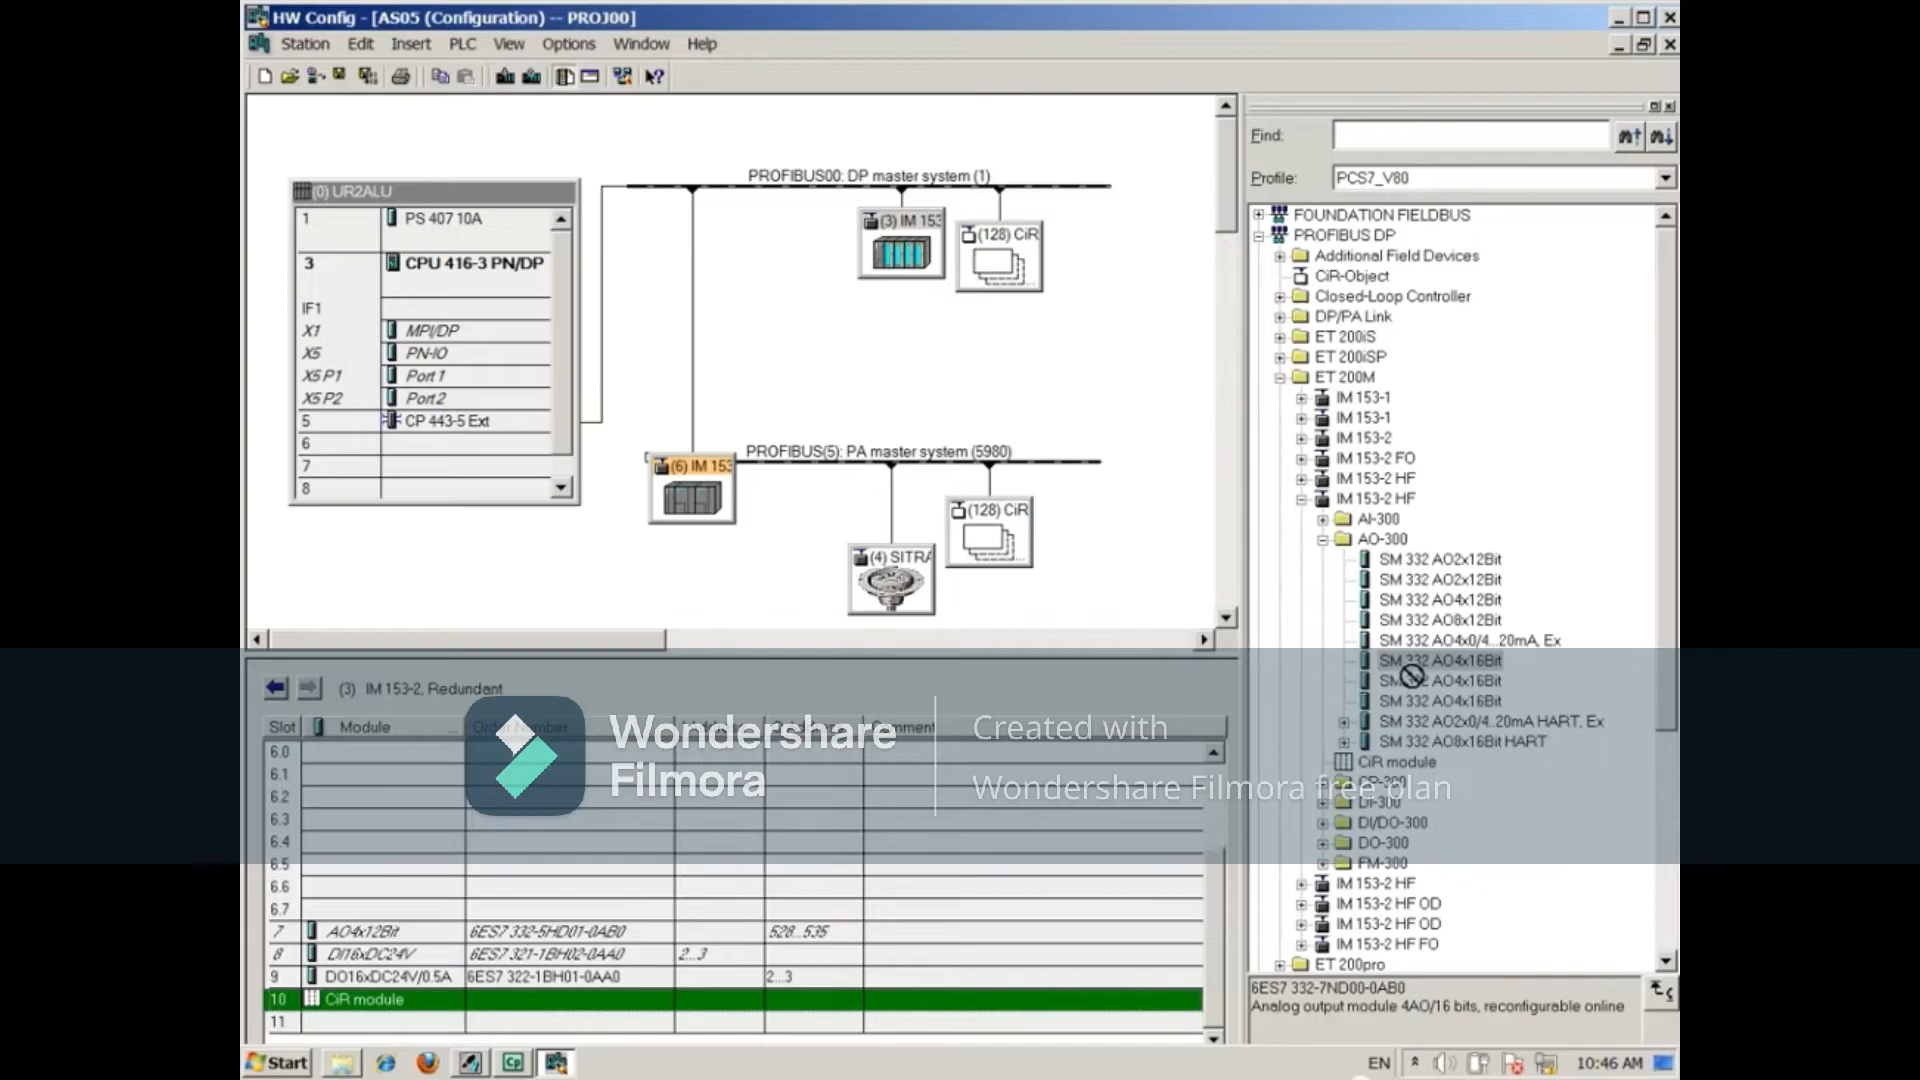 HW Config - [AS05 (Configuration) -- PROJ00]
Station Edit Insert PLC View Options Window Help
Find:
Profile: PCS7_V80
PROFIBUS00: DP master system (1)
(0) UR2ALU
1 PS 407 10A
3 CPU 416-3 PN/DP
IF1
X1 MPI/DP
X5 PN-IO
X5 P1 Port 1
X5 P2 Port 2
5 CP 443-5 Ext
6
7
8
(3) IM 153
(128) CiR
PROFIBUS(5): PA master system (5980)
(6) IM 153
(128) CiR
(4) SITRA
FOUNDATION FIELDBUS
PROFIBUS DP
Additional Field Devices
CiR-Object
Closed-Loop Controller
DP/PA Link
ET 200iS
ET 200iSP
ET 200M
IM 153-1
IM 153-1
IM 153-2
IM 153-2 FO
IM 153-2 HF
IM 153-2 HF
AI-300
AO-300
SM 332 AO2x12Bit
SM 332 AO2x12Bit
SM 332 AO4x12Bit
SM 332 AO8x12Bit
SM 332 AO4x0/4...20mA, Ex
SM 332 AO4x16Bit
SM 332 AO4x16Bit
SM 332 AO4x16Bit
SM 332 AO2x0/4..20mA HART, Ex
SM 332 AO8x16Bit HART
CiR module
CP-300
DI-300
DI/DO-300
DO-300
FM-300
IM 153-2 HF
IM 153-2 HF OD
IM 153-2 HF OD
IM 153-2 HF FO
ET 200pro
6ES7 332-7ND00-0AB0
Analog output module 4AO/16 bits, reconfigurable online
(3) IM 153-2, Redundant
Slot Module ... Order Number Comment
6.0
6.1
6.2
6.3
6.4
6.5
6.6
6.7
7 AO4x12Bit 6ES7 332-5HD01-0AB0 528...535
8 DI16xDC24V 6ES7 321-1BH02-0AA0 2...3
9 DO16xDC24V/0.5A 6ES7 322-1BH01-0AA0 2...3
10 CiR module
11
Wondershare
Filmora
Created with
Wondershare Filmora free plan
Start
EN 10:46 AM